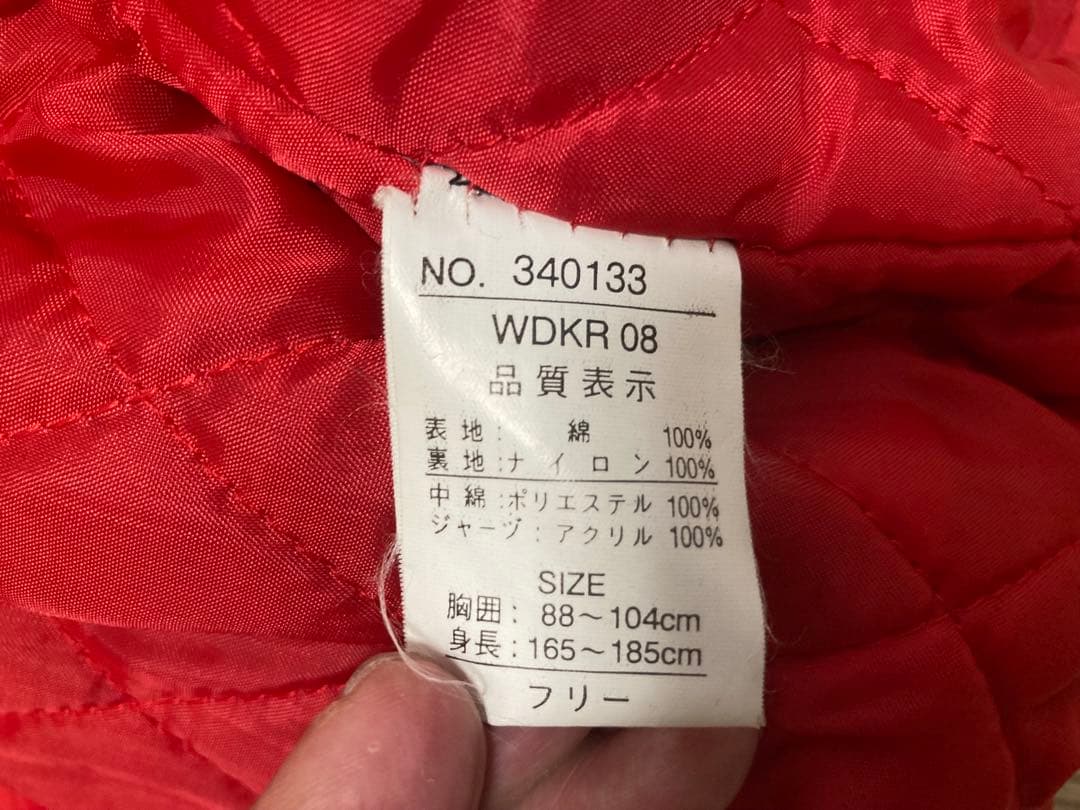 NO. 340133
WDKR 08
品質表示
表地: 綿 100%
裏地:ナイロン 100%
中綿:ポリエステル 100%
ジャーヅ:アクリル 100%
SIZE
胸囲: 88～104cm
身長:165～185cm
フリー